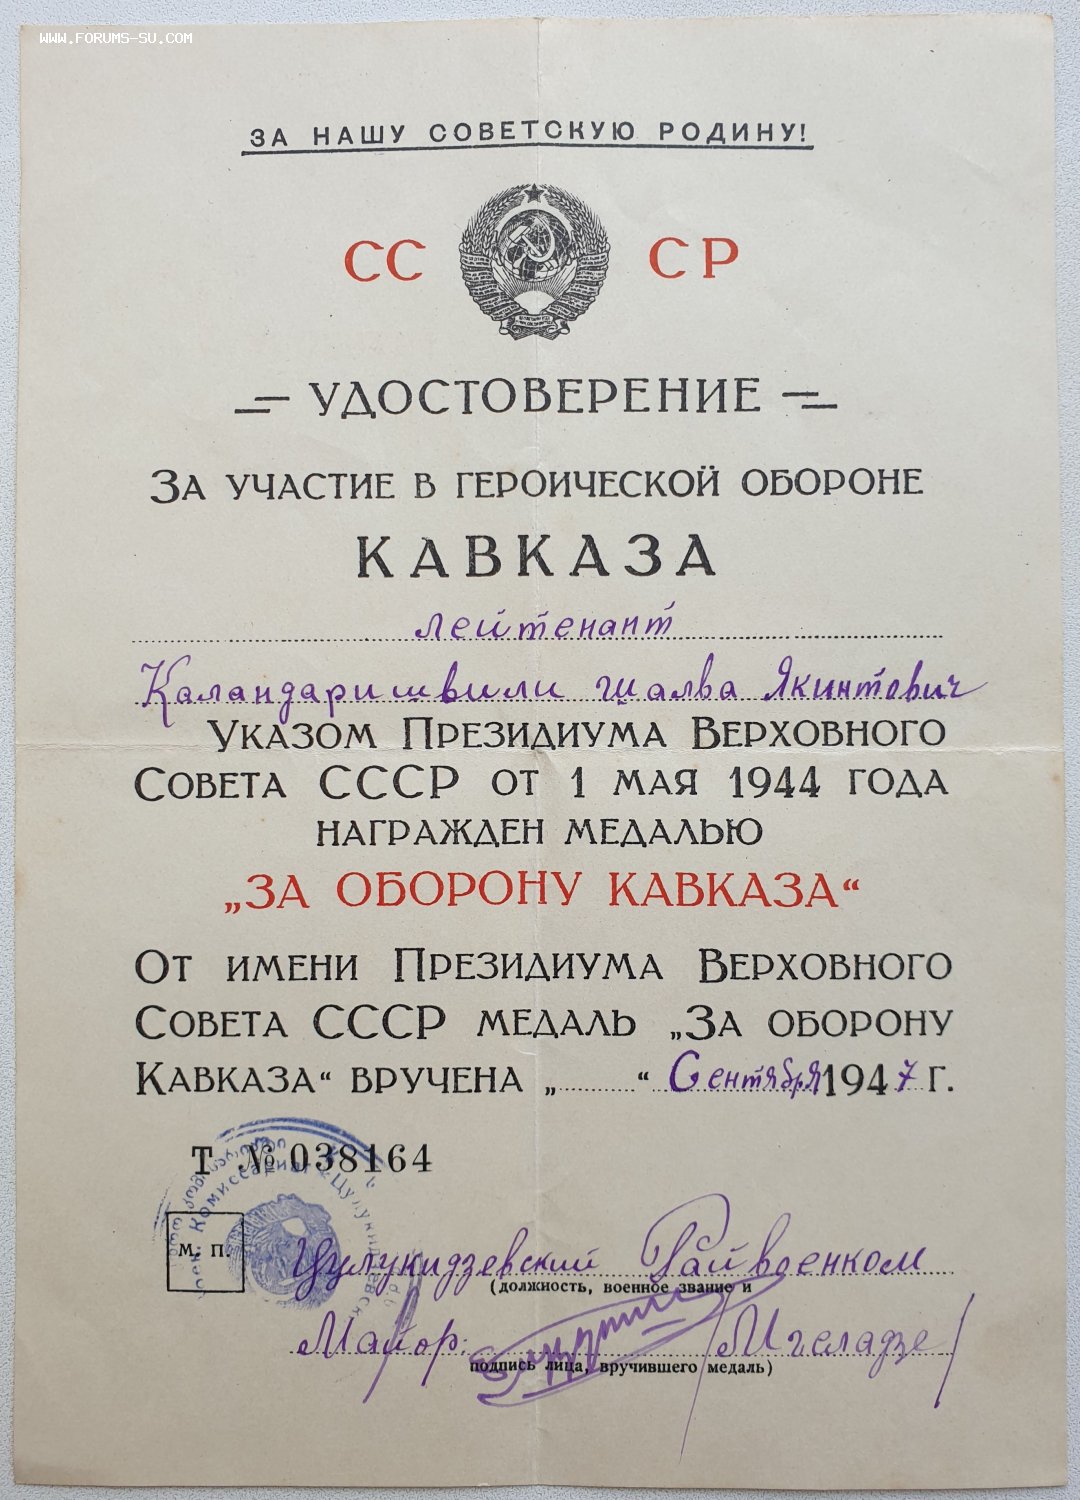 WWW.FORUMS-SU.COM
ЗА НАШУ СОВЕТСКУЮ РОДИНУ!
СС СР
УДОСТОВЕРЕНИЕ
ЗА УЧАСТИЕ В ГЕРОИЧЕСКОЙ ОБОРОНЕ
КАВКАЗА
лейтенант
Каландаришвили Шалва Якинтович
УКАЗОМ ПРЕЗИДИУМА ВЕРХОВНОГО
СОВЕТА СССР ОТ 1 МАЯ 1944 ГОДА
НАГРАЖДЕН МЕДАЛЬЮ
„ЗА ОБОРОНУ КАВКАЗА“
ОТ ИМЕНИ ПРЕЗИДИУМА ВЕРХОВНОГО
СОВЕТА СССР МЕДАЛЬ „ЗА ОБОРОНУ
КАВКАЗА“ ВРУЧЕНА „ “ Сентября 1947 Г.
Т № 038164
М. П.
Цулукидзевский Райвоенком
(должность, военное звание и
Майор: /Мгеладзе/
подпись лица, вручившего медаль)